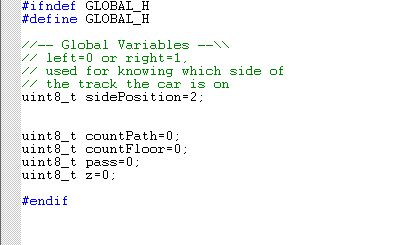 #ifndef GLOBAL_H
#define GLOBAL_H
//-- Global Variables --\\
// left=0 or right=1,
// used for knowing which side of
// the track the car is on
uint8_t sidePosition=2;
uint8_t countPath=0;
uint8_t countFloor=0;
uint8_t pass=0;
uint8_t z=0;
#endif